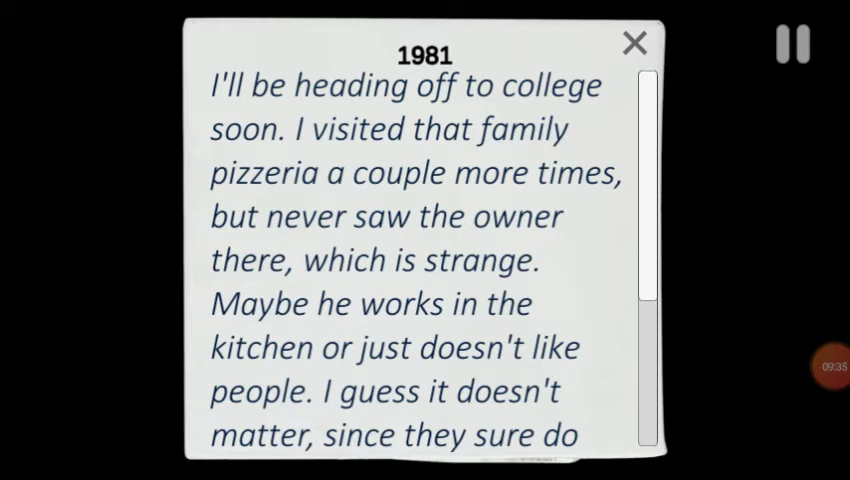 1981
I'll be heading off to college
soon. I visited that family
pizzeria a couple more times,
but never saw the owner
there, which is strange.
Maybe he works in the
kitchen or just doesn't like
people. I guess it doesn't
matter, since they sure do
09:35